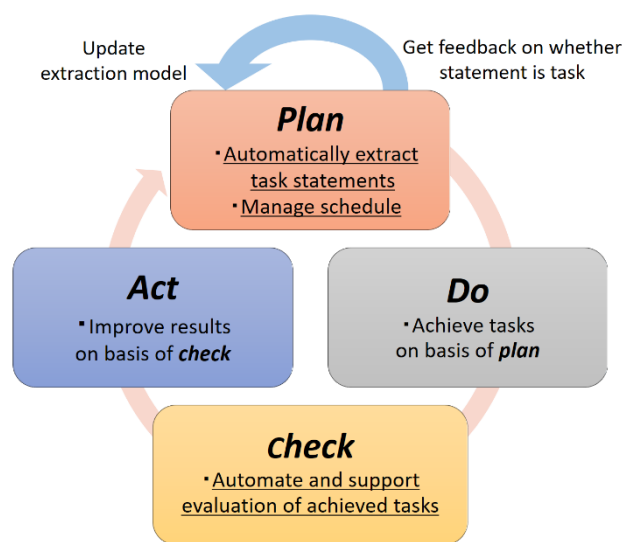 Update
extraction model
Get feedback on whether
statement is task
Plan
・Automatically extract
task statements
・Manage schedule
Act
・Improve results
on basis of check
Do
・Achieve tasks
on basis of plan
Check
・Automate and support
evaluation of achieved tasks